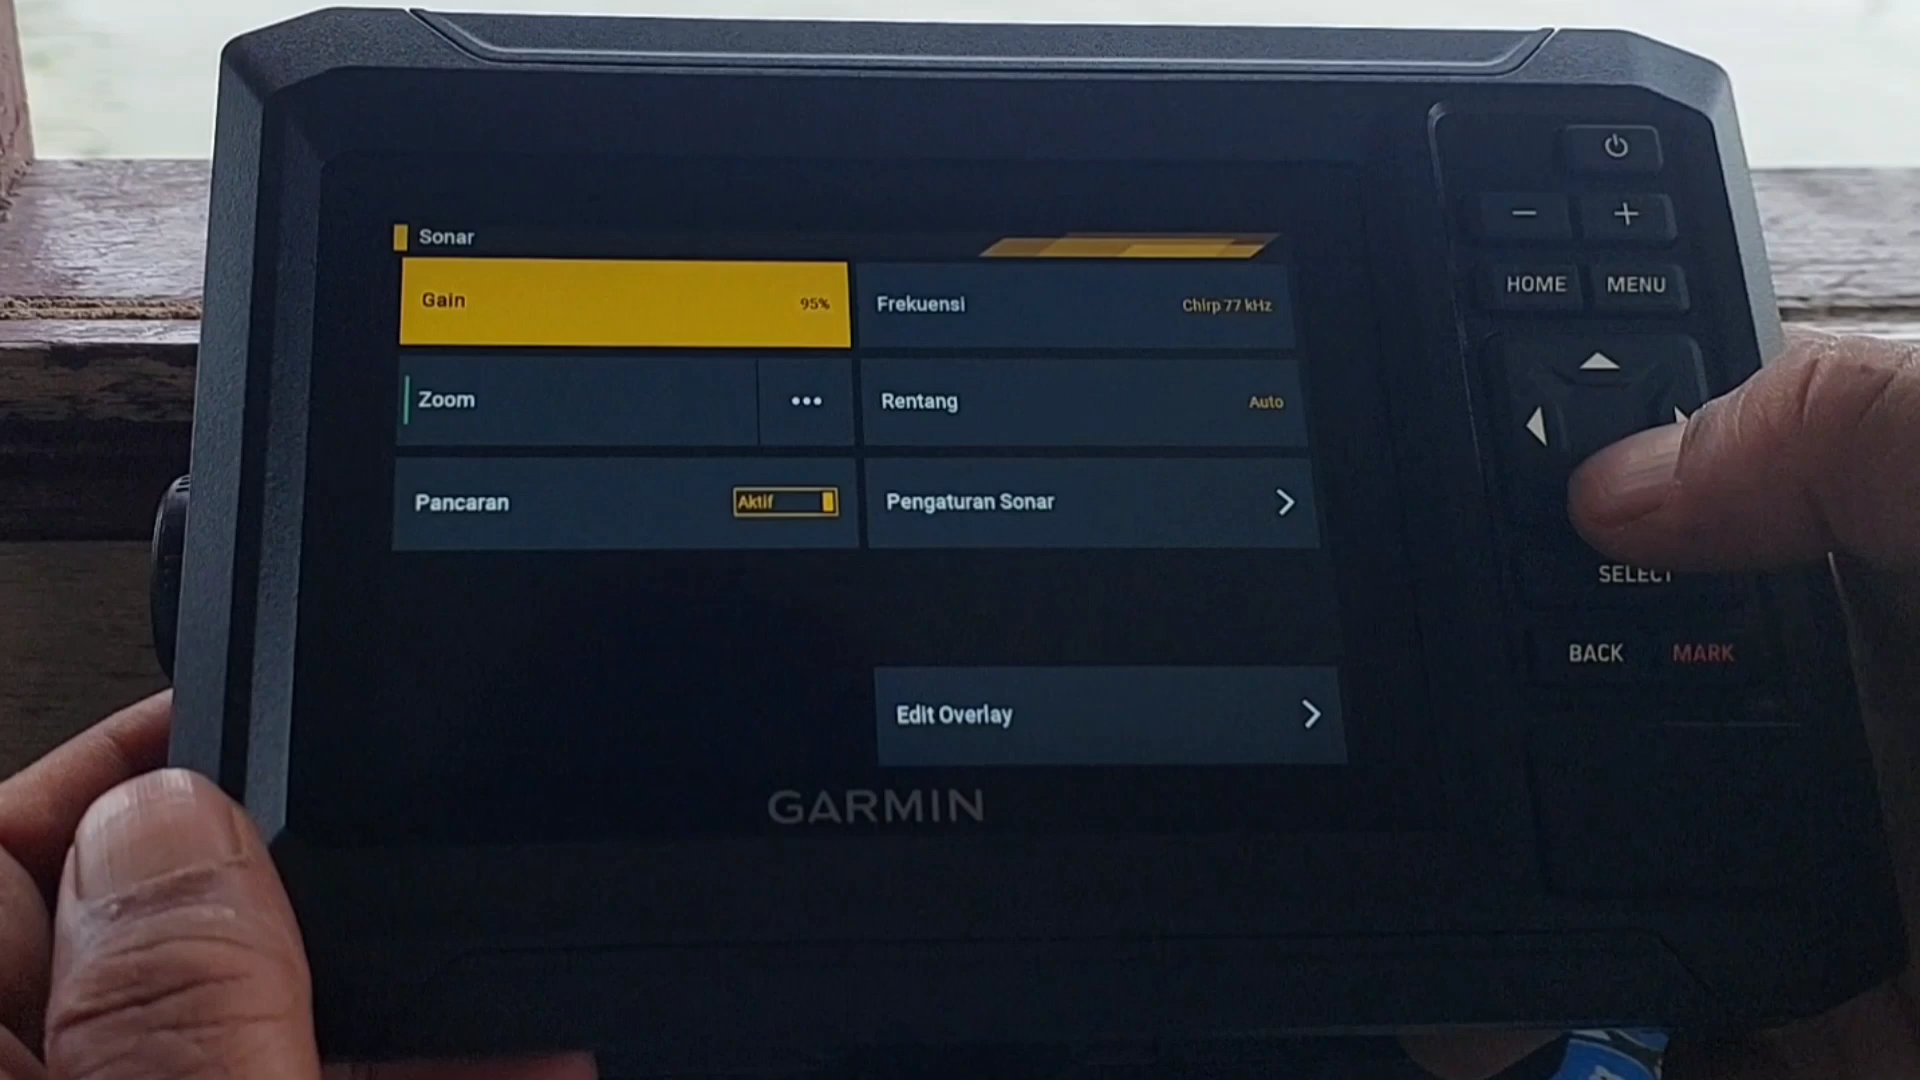 Sonar
Gain 95%
Frekuensi Chirp 77 kHz
Zoom •••
Rentang Auto
Pancaran Aktif
Pengaturan Sonar
Edit Overlay
GARMIN
HOME MENU
SELECT
BACK MARK